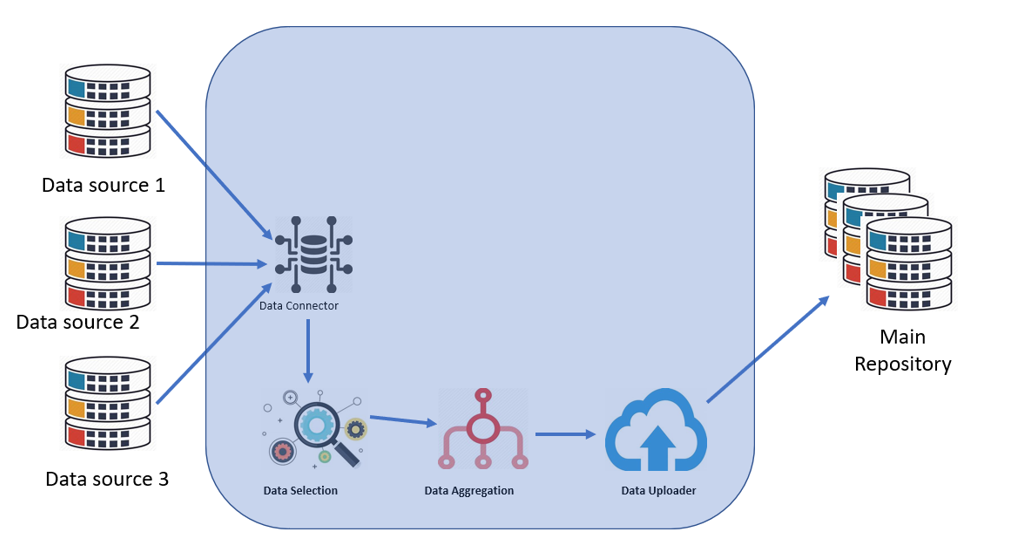 Data source 1
Data source 2
Data source 3
Data Connector
Data Selection
Data Aggregation
Data Uploader
Main
Repository